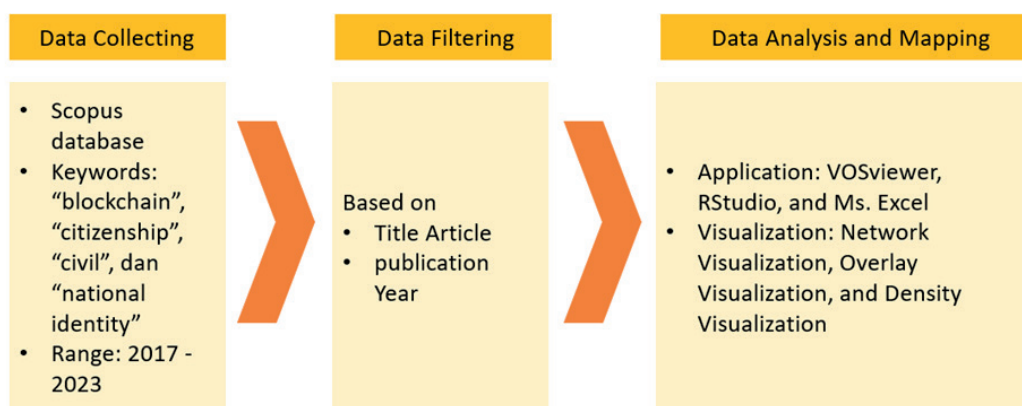 Data Collecting
• Scopus
database
• Keywords:
“blockchain”,
“citizenship”,
“civil”, dan
“national
identity”
• Range: 2017 -
2023
Data Filtering
Based on
• Title Article
• publication
Year
Data Analysis and Mapping
• Application: VOSviewer,
RStudio, and Ms. Excel
• Visualization: Network
Visualization, Overlay
Visualization, and Density
Visualization